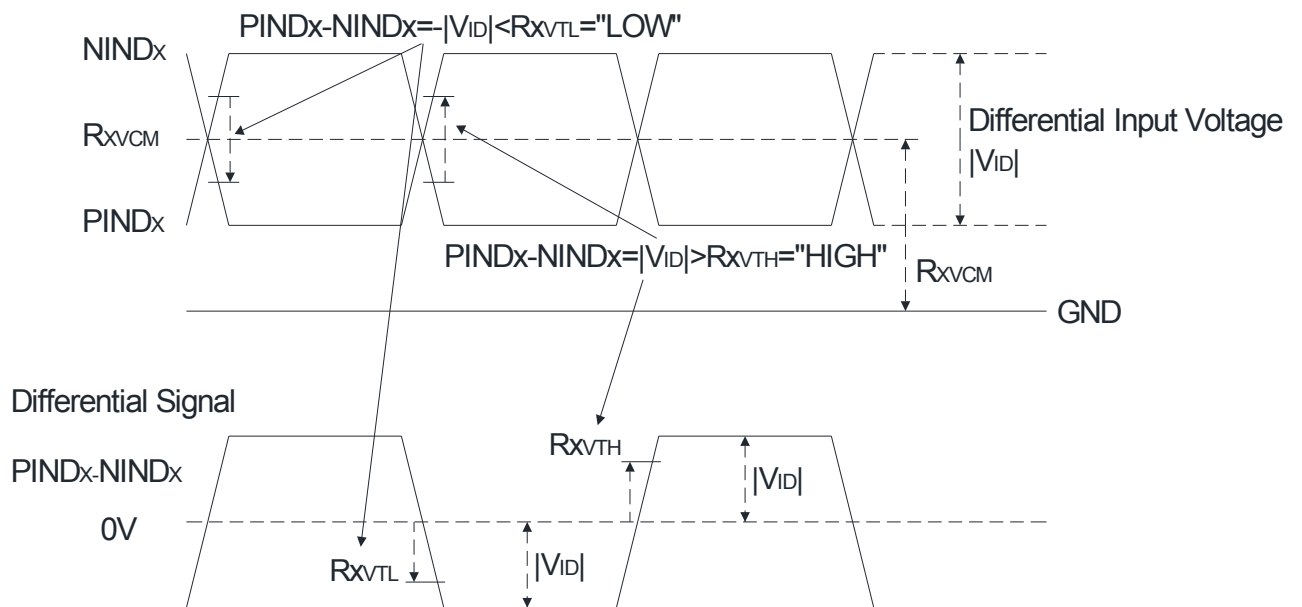 PINDx-NINDx=-|VID|<RxVTL="LOW"
NINDx
RXVCM
Differential Input Voltage
|VID|
PINDx
PINDx-NINDx=|VID|>RxVTH="HIGH"
RXVCM
GND
Differential Signal
RxVTH
PINDx-NINDx
|VID|
0V
RxVTL
|VID|